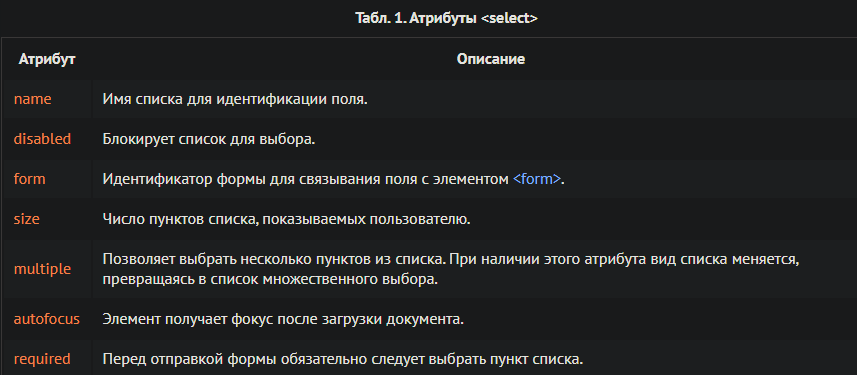 Табл. 1. Атрибуты <select>
Атрибут Описание
name Имя списка для идентификации поля.
disabled Блокирует список для выбора.
form Идентификатор формы для связывания поля с элементом <form>.
size Число пунктов списка, показываемых пользователю.
multiple Позволяет выбрать несколько пунктов из списка. При наличии этого атрибута вид списка меняется,
превращаясь в список множественного выбора.
autofocus Элемент получает фокус после загрузки документа.
required Перед отправкой формы обязательно следует выбрать пункт списка.